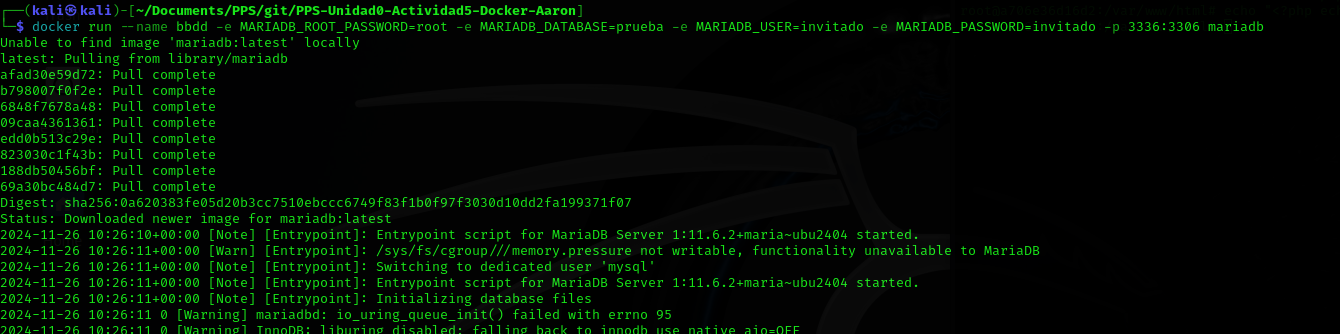 ┌──(kali㉿kali)-[~/Documents/PPS/git/PPS-Unidad0-Actividad5-Docker-Aaron]
└─$ docker run --name bbdd -e MARIADB_ROOT_PASSWORD=root -e MARIADB_DATABASE=prueba -e MARIADB_USER=invitado -e MARIADB_PASSWORD=invitado -p 3336:3306 mariadb
Unable to find image 'mariadb:latest' locally
latest: Pulling from library/mariadb
afad30e59d72: Pull complete
b798007f0f2e: Pull complete
6848f7678a48: Pull complete
09caa4361361: Pull complete
edd0b513c29e: Pull complete
823030c1f43b: Pull complete
188db50456bf: Pull complete
69a30bc484d7: Pull complete
Digest: sha256:0a620383fe05d20b3cc7510ebccc6749f83f1b0f97f3030d10dd2fa199371f07
Status: Downloaded newer image for mariadb:latest
2024-11-26 10:26:10+00:00 [Note] [Entrypoint]: Entrypoint script for MariaDB Server 1:11.6.2+maria~ubu2404 started.
2024-11-26 10:26:11+00:00 [Warn] [Entrypoint]: /sys/fs/cgroup///memory.pressure not writable, functionality unavailable to MariaDB
2024-11-26 10:26:11+00:00 [Note] [Entrypoint]: Switching to dedicated user 'mysql'
2024-11-26 10:26:11+00:00 [Note] [Entrypoint]: Entrypoint script for MariaDB Server 1:11.6.2+maria~ubu2404 started.
2024-11-26 10:26:11+00:00 [Note] [Entrypoint]: Initializing database files
2024-11-26 10:26:11 0 [Warning] mariadbd: io_uring_queue_init() failed with errno 95
2024-11-26 10:26:11 0 [Warning] InnoDB: liburing disabled: falling back to innodb_use_native_aio=OFF